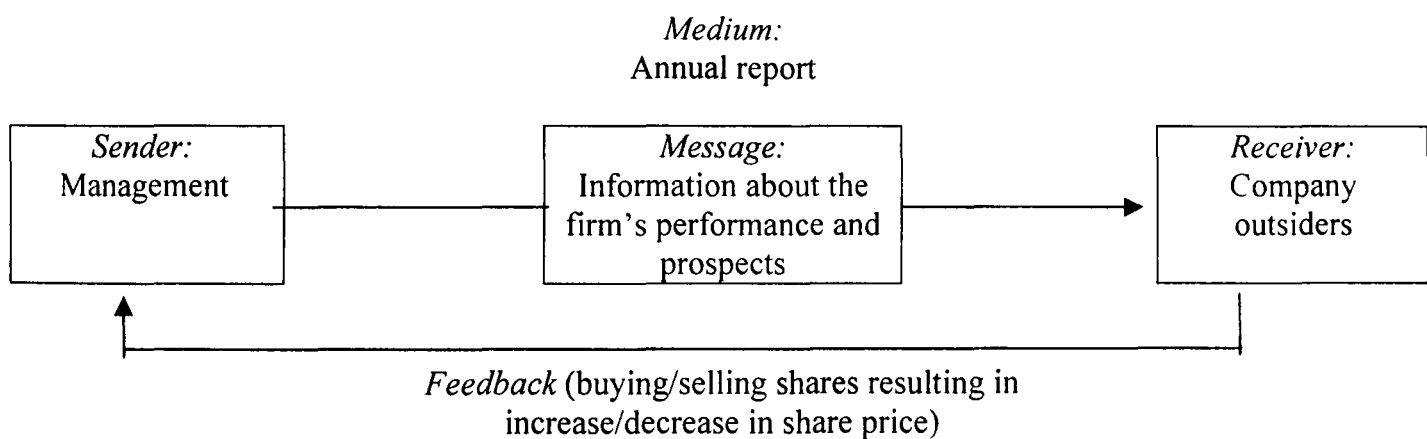 Medium:
Annual report
Sender:
Management
Message:
Information about the
firm's performance and
prospects
Receiver:
Company
outsiders
Feedback (buying/selling shares resulting in
increase/decrease in share price)